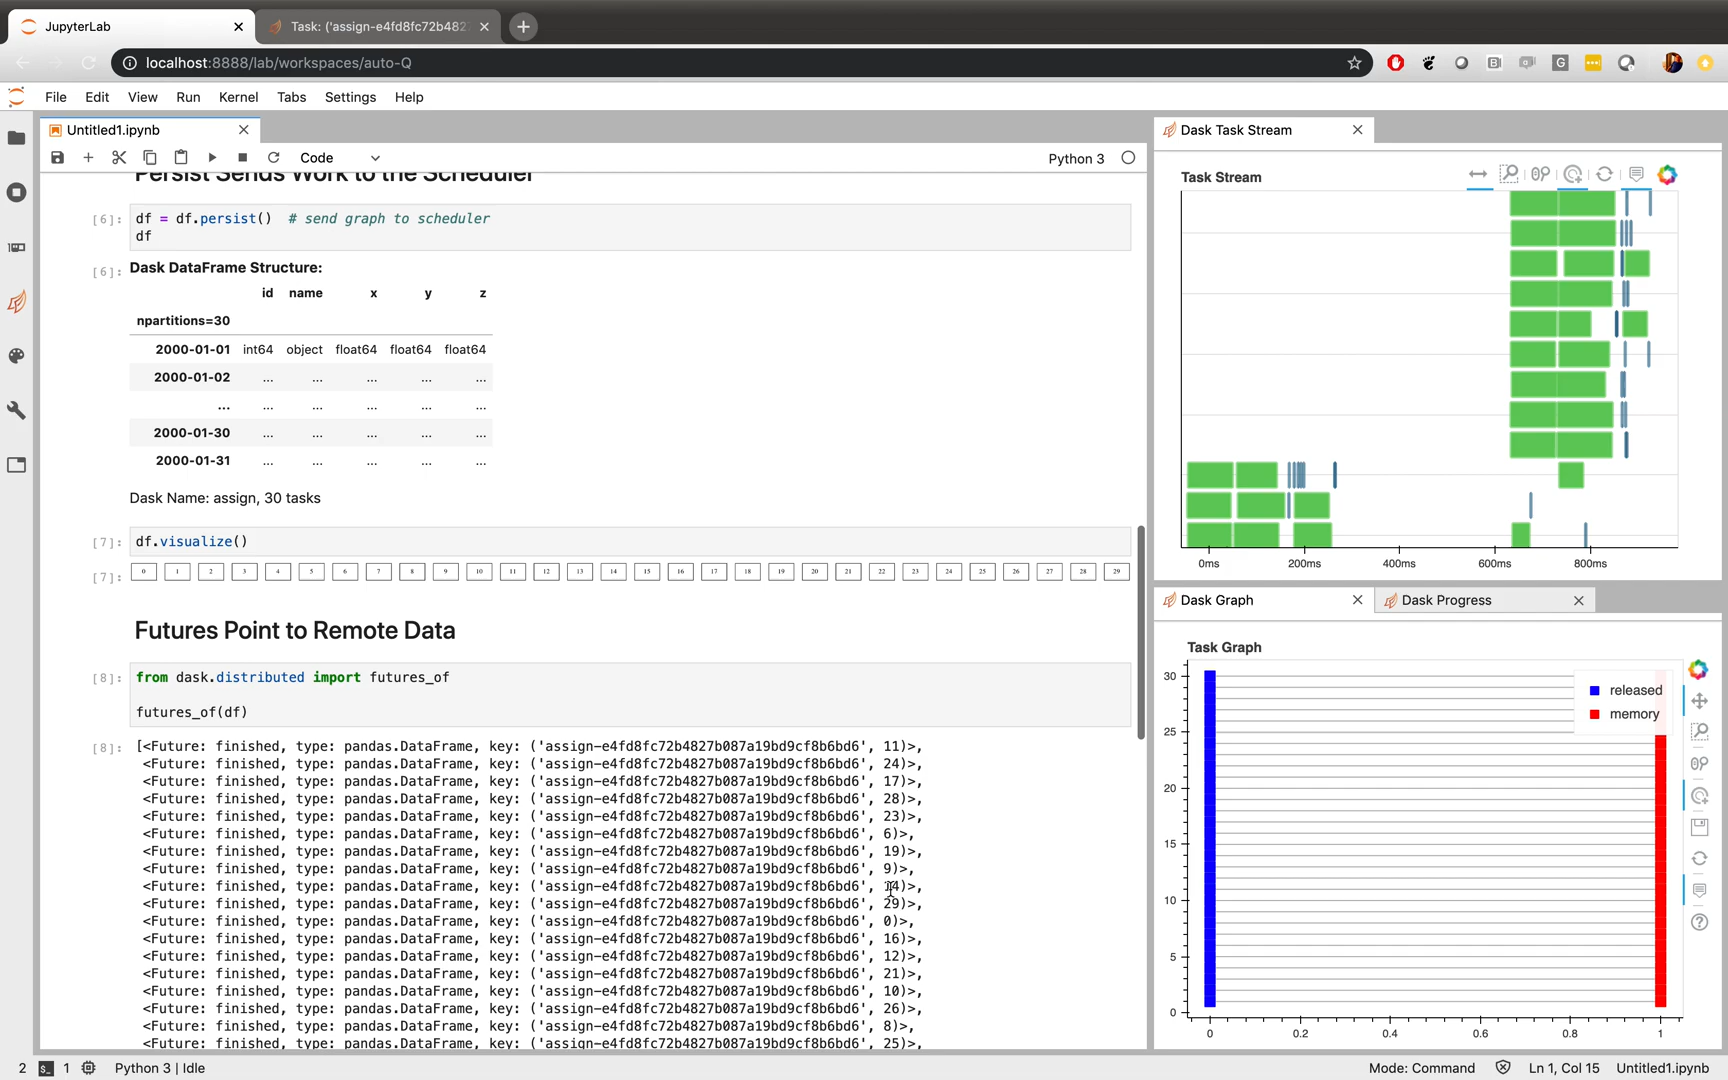 JupyterLab
Task: ('assign-e4fd8fc72b482
localhost:8888/lab/workspaces/auto-Q
File Edit View Run Kernel Tabs Settings Help
Untitled1.ipynb
Code
Python 3
Persist Sends Work to the Scheduler
[6]: df = df.persist()  # send graph to scheduler
df
[6]: Dask DataFrame Structure:
id name x y z
npartitions=30
2000-01-01 int64 object float64 float64 float64
2000-01-02 ... ... ... ... ...
... ... ... ... ... ...
2000-01-30 ... ... ... ... ...
2000-01-31 ... ... ... ... ...
Dask Name: assign, 30 tasks
[7]: df.visualize()
[7]: 0 1 2 3 4 5 6 7 8 9 10 11 12 13 14 15 16 17 18 19 20 21 22 23 24 25 26 27 28 29
Futures Point to Remote Data
[8]: from dask.distributed import futures_of
futures_of(df)
[8]: [<Future: finished, type: pandas.DataFrame, key: ('assign-e4fd8fc72b4827b087a19bd9cf8b6bd6', 11)>,
<Future: finished, type: pandas.DataFrame, key: ('assign-e4fd8fc72b4827b087a19bd9cf8b6bd6', 24)>,
<Future: finished, type: pandas.DataFrame, key: ('assign-e4fd8fc72b4827b087a19bd9cf8b6bd6', 17)>,
<Future: finished, type: pandas.DataFrame, key: ('assign-e4fd8fc72b4827b087a19bd9cf8b6bd6', 28)>,
<Future: finished, type: pandas.DataFrame, key: ('assign-e4fd8fc72b4827b087a19bd9cf8b6bd6', 23)>,
<Future: finished, type: pandas.DataFrame, key: ('assign-e4fd8fc72b4827b087a19bd9cf8b6bd6', 6)>,
<Future: finished, type: pandas.DataFrame, key: ('assign-e4fd8fc72b4827b087a19bd9cf8b6bd6', 19)>,
<Future: finished, type: pandas.DataFrame, key: ('assign-e4fd8fc72b4827b087a19bd9cf8b6bd6', 9)>,
<Future: finished, type: pandas.DataFrame, key: ('assign-e4fd8fc72b4827b087a19bd9cf8b6bd6', 14)>,
<Future: finished, type: pandas.DataFrame, key: ('assign-e4fd8fc72b4827b087a19bd9cf8b6bd6', 29)>,
<Future: finished, type: pandas.DataFrame, key: ('assign-e4fd8fc72b4827b087a19bd9cf8b6bd6', 0)>,
<Future: finished, type: pandas.DataFrame, key: ('assign-e4fd8fc72b4827b087a19bd9cf8b6bd6', 16)>,
<Future: finished, type: pandas.DataFrame, key: ('assign-e4fd8fc72b4827b087a19bd9cf8b6bd6', 12)>,
<Future: finished, type: pandas.DataFrame, key: ('assign-e4fd8fc72b4827b087a19bd9cf8b6bd6', 21)>,
<Future: finished, type: pandas.DataFrame, key: ('assign-e4fd8fc72b4827b087a19bd9cf8b6bd6', 10)>,
<Future: finished, type: pandas.DataFrame, key: ('assign-e4fd8fc72b4827b087a19bd9cf8b6bd6', 26)>,
<Future: finished, type: pandas.DataFrame, key: ('assign-e4fd8fc72b4827b087a19bd9cf8b6bd6', 8)>,
<Future: finished, type: pandas.DataFrame, key: ('assign-e4fd8fc72b4827b087a19bd9cf8b6bd6', 25)>,
Dask Task Stream
Task Stream
0ms 200ms 400ms 600ms 800ms
Dask Graph
Dask Progress
Task Graph
released
memory
30
25
20
15
10
5
0
0 0.2 0.4 0.6 0.8 1
2 1 Python 3 | Idle
Mode: Command Ln 1, Col 15 Untitled1.ipynb